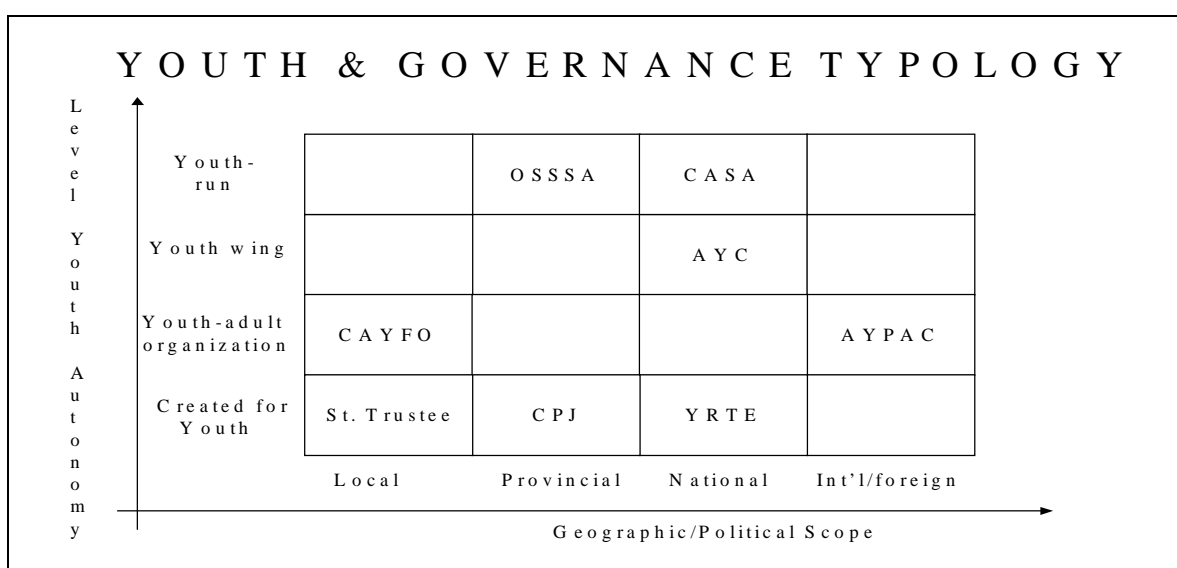 YOUTH & GOVERNANCE TYPOLOGY
Level Youth Autonomy
Youth-
run
OSSSA
CASA
Youth wing
AYC
Youth-adult
organization
CAYFO
AYPAC
Created for
Youth
St. Trustee
CPJ
YRTE
Local
Provincial
National
Int'l/foreign
Geographic/Political Scope